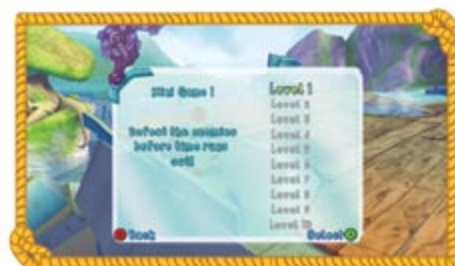 Mini Game 1
Defeat the enemies
before time runs
out!
Level 1
Level 2
Level 3
Level 4
Level 5
Level 6
Level 7
Level 8
Level 9
Level 10
Back
Select